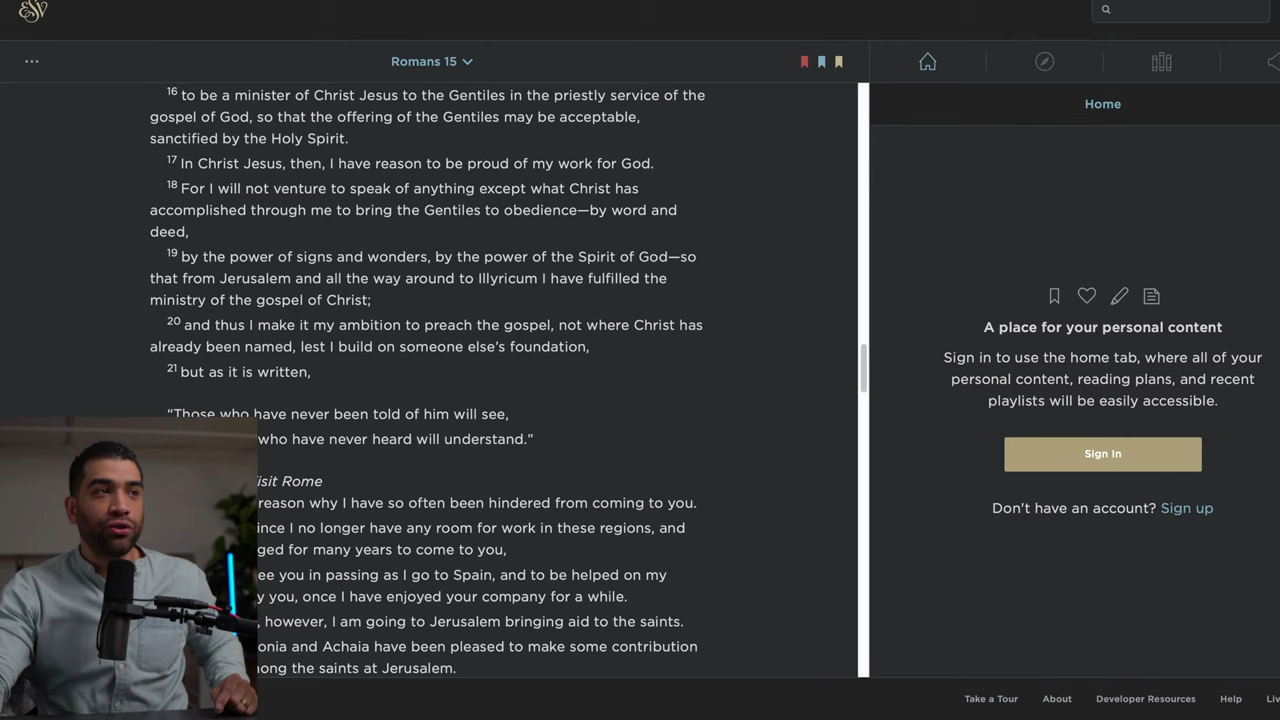 ESV
Romans 15
16 to be a minister of Christ Jesus to the Gentiles in the priestly service of the
gospel of God, so that the offering of the Gentiles may be acceptable,
sanctified by the Holy Spirit.
17 In Christ Jesus, then, I have reason to be proud of my work for God.
18 For I will not venture to speak of anything except what Christ has
accomplished through me to bring the Gentiles to obedience—by word and
deed,
19 by the power of signs and wonders, by the power of the Spirit of God—so
that from Jerusalem and all the way around to Illyricum I have fulfilled the
ministry of the gospel of Christ;
20 and thus I make it my ambition to preach the gospel, not where Christ has
already been named, lest I build on someone else’s foundation,
21 but as it is written,
“Those who have never been told of him will see,
who have never heard will understand.”
isit Rome
reason why I have so often been hindered from coming to you.
ince I no longer have any room for work in these regions, and
ged for many years to come to you,
ee you in passing as I go to Spain, and to be helped on my
y you, once I have enjoyed your company for a while.
, however, I am going to Jerusalem bringing aid to the saints.
onia and Achaia have been pleased to make some contribution
ong the saints at Jerusalem.
Home
A place for your personal content
Sign in to use the home tab, where all of your
personal content, reading plans, and recent
playlists will be easily accessible.
Sign In
Don't have an account? Sign up
Take a Tour About Developer Resources Help Liv